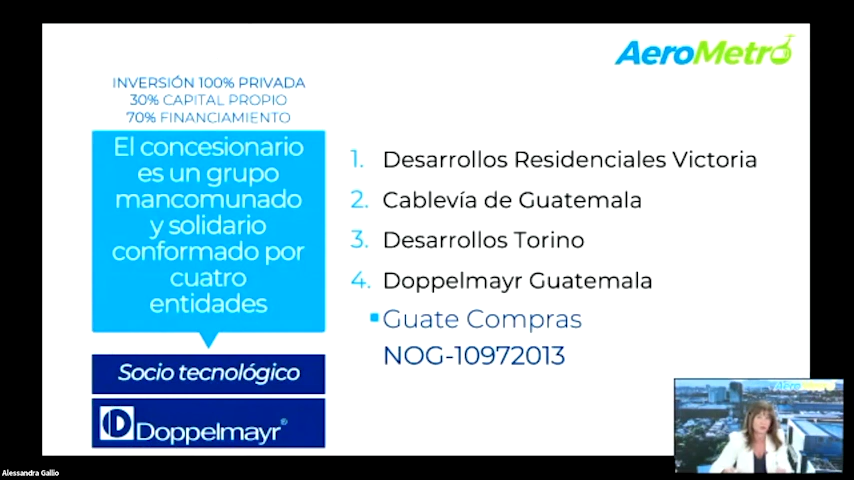 AeroMetro
INVERSIÓN 100% PRIVADA
30% CAPITAL PROPIO
70% FINANCIAMIENTO
El concesionario
es un grupo
mancomunado
y solidario
conformado por
cuatro
entidades
Socio tecnológico
D Doppelmayr®
1. Desarrollos Residenciales Victoria
2. Cablevía de Guatemala
3. Desarrollos Torino
4. Doppelmayr Guatemala
Guate Compras
NOG-10972013
AeroMetro
Alessandra Gallio